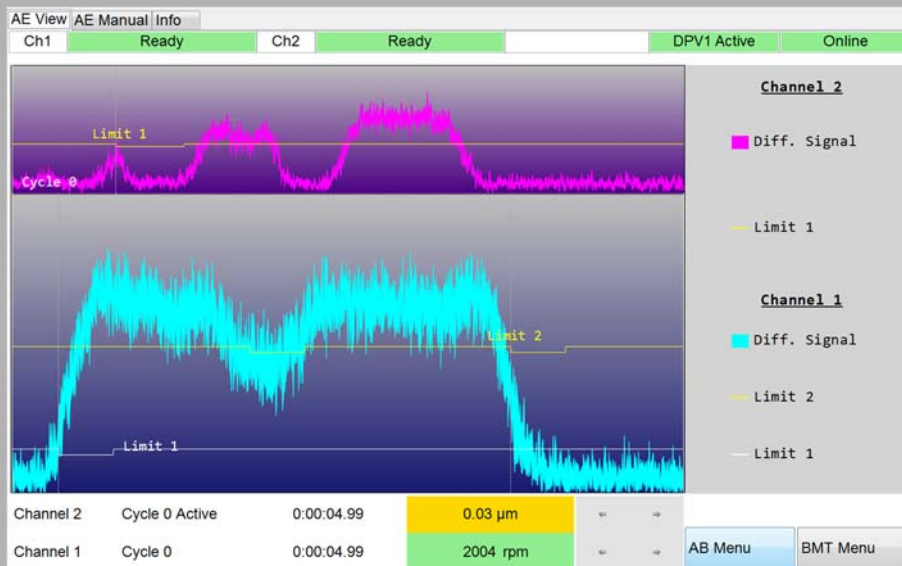 AE View AE Manual Info
Ch1 Ready Ch2 Ready DPV1 Active Online
Limit 1
Cycle 0
Limit 2
Limit 1
Channel 2
Diff. Signal
Limit 1
Channel 1
Diff. Signal
Limit 2
Limit 1
Channel 2 Cycle 0 Active 0:00:04.99 0.03 µm
Channel 1 Cycle 0 0:00:04.99 2004 rpm
AB Menu BMT Menu